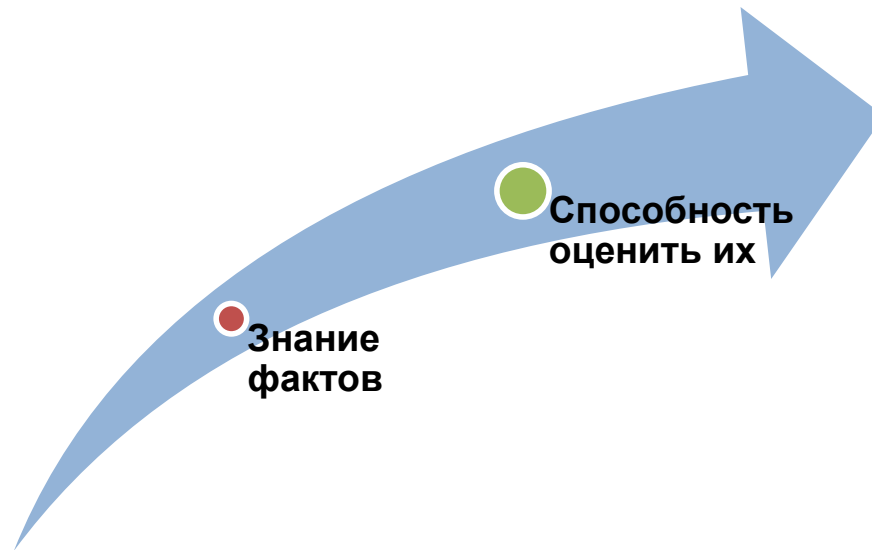 Способность
оценить их
Знание
фактов